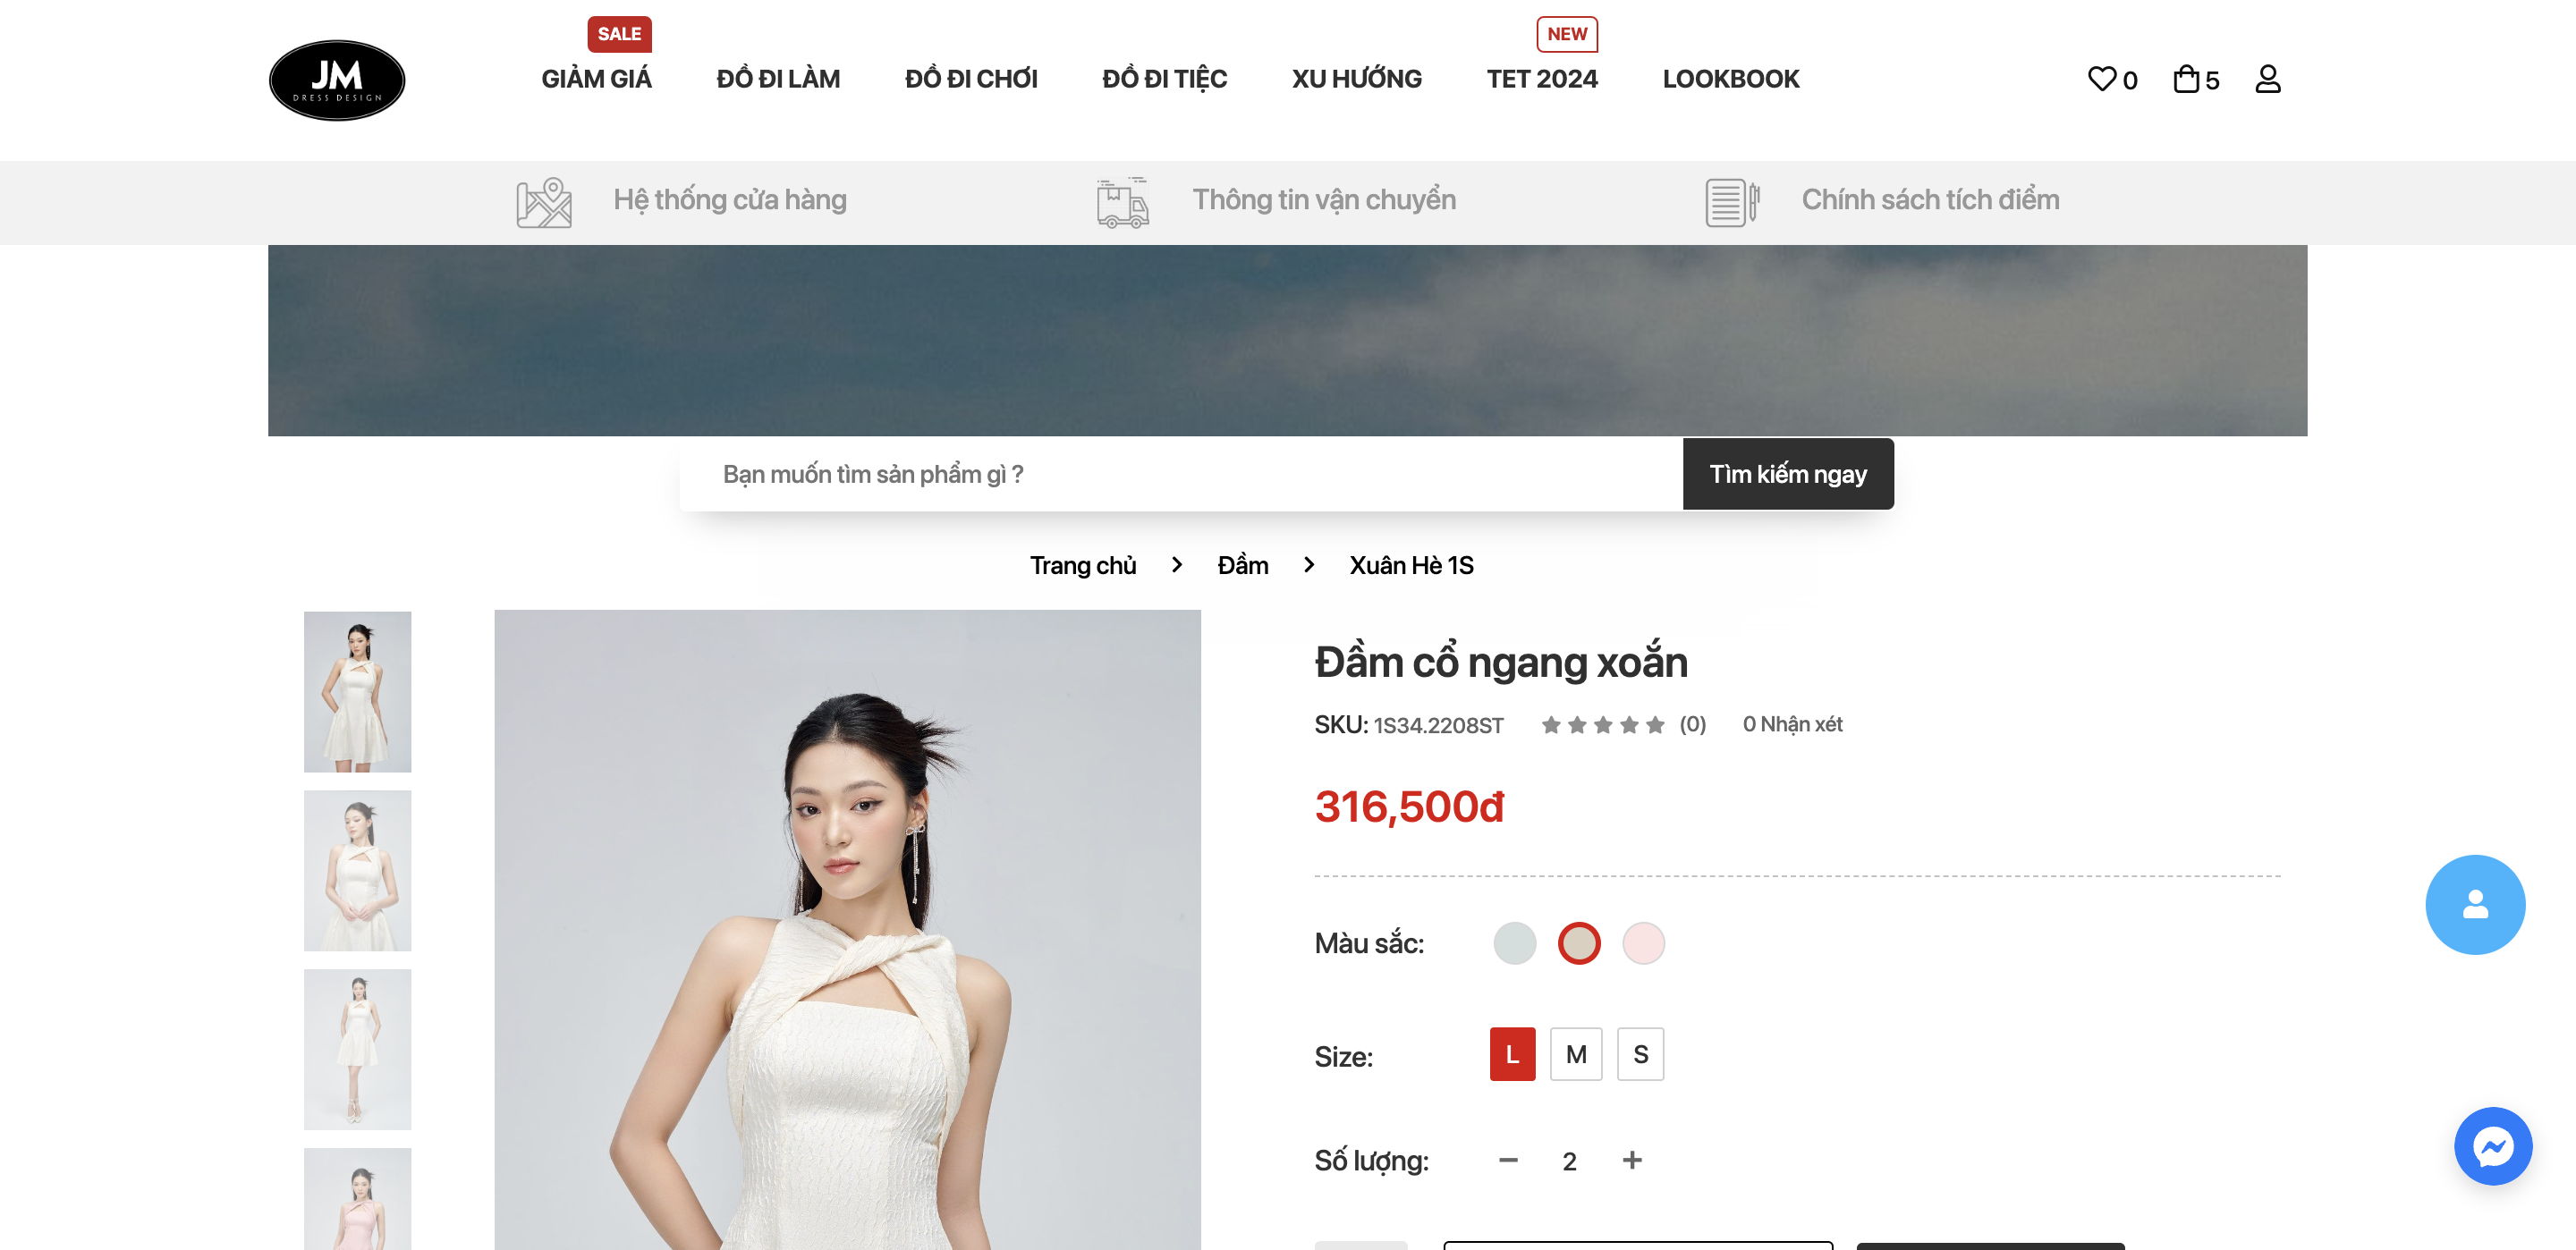 SALE
NEW
JM
DRESS DESIGN
GIẢM GIÁ ĐỒ ĐI LÀM ĐỒ ĐI CHƠI ĐỒ ĐI TIỆC XU HƯỚNG TET 2024 LOOKBOOK 0 5
Hệ thống cửa hàng Thông tin vận chuyển Chính sách tích điểm
Bạn muốn tìm sản phẩm gì ? Tìm kiếm ngay
Trang chủ Đầm Xuân Hè 1S
Đầm cổ ngang xoắn
SKU: 1S34.2208ST (0) 0 Nhận xét
316,500đ
Màu sắc:
Size: L M S
Số lượng: − 2 +